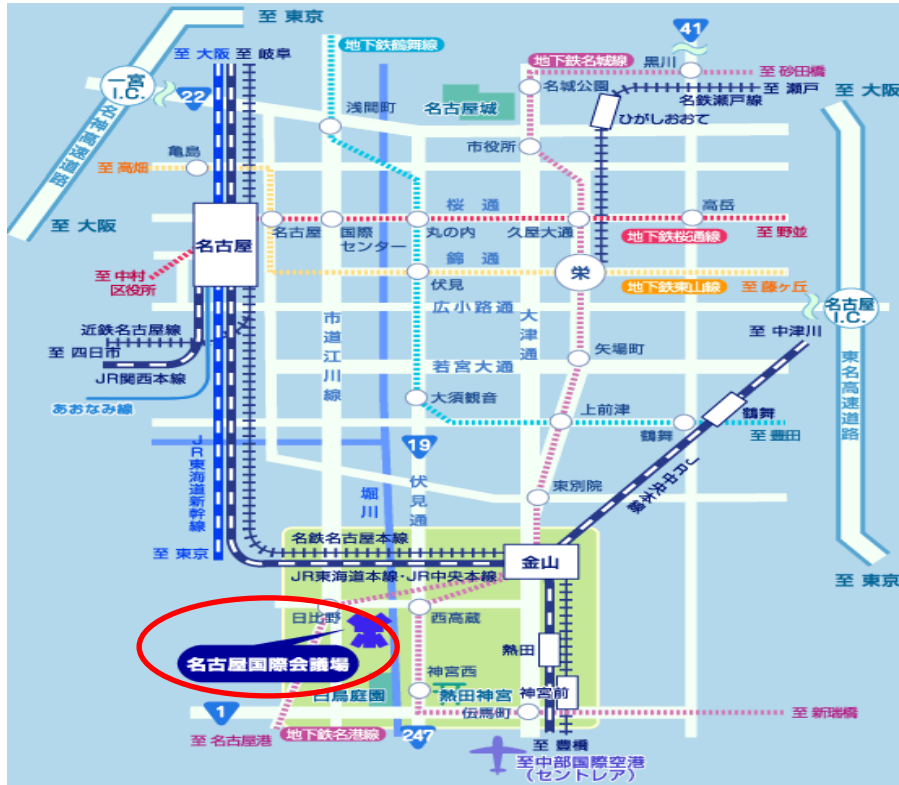 至 東京
至 大阪
至 岐阜
地下鉄鶴舞線
41
地下鉄名城線
黒川
至 砂田橋
一宮
I.C.
22
名城公園
至 瀬戸
至 大阪
名鉄瀬戸線
浅間町
名古屋城
ひがしおおて
名神高速道路
亀島
市役所
至 高畑
桜通
高岳
至 大阪
名古屋
名古屋
国際
センター
丸の内
久屋大通
地下鉄桜通線
至 野並
錦通
栄
至 中村
区役所
伏見
地下鉄東山線
至 藤ヶ丘
広小路通
名古屋
I.C.
近鉄名古屋線
至 四日市
JR関西本線
市道江川線
大津通
至 中津川
矢場町
若宮大通
東名高速道路
あおなみ線
大須観音
上前津
鶴舞
鶴舞
至 豊田
JR東海道新幹線
19
堀川
伏見通
東別院
JR中央本線
名鉄名古屋本線
至 東京
金山
JR東海道本線・JR中央本線
至 東京
日比野
西高蔵
名古屋国際会議場
熱田
神宮西
白鳥庭園
熱田神宮
神宮前
1
伝馬町
至 新瑞橋
至 名古屋港
地下鉄名港線
247
至 豊橋
至中部国際空港
(セントレア)